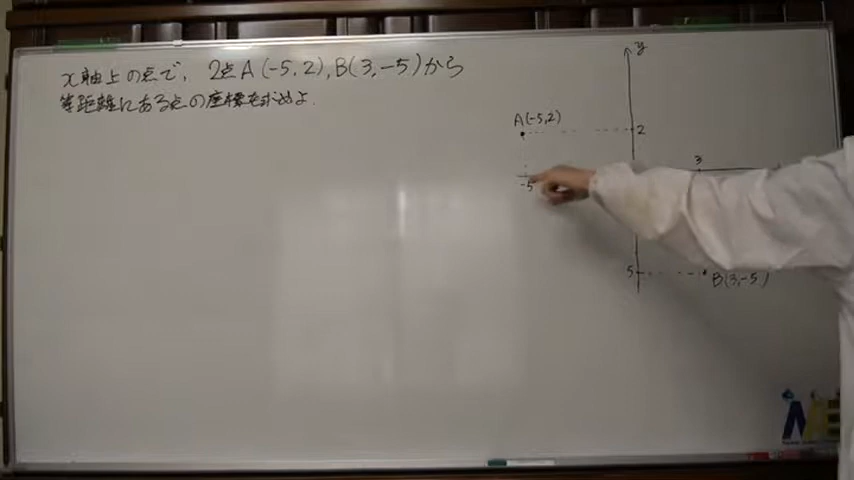 x軸上の点で, 2点A(-5,2),B(3,-5)から
等距離にある点の座標を求めよ.
y
A(-5,2)
2
3
-5
5
B(3,-5)